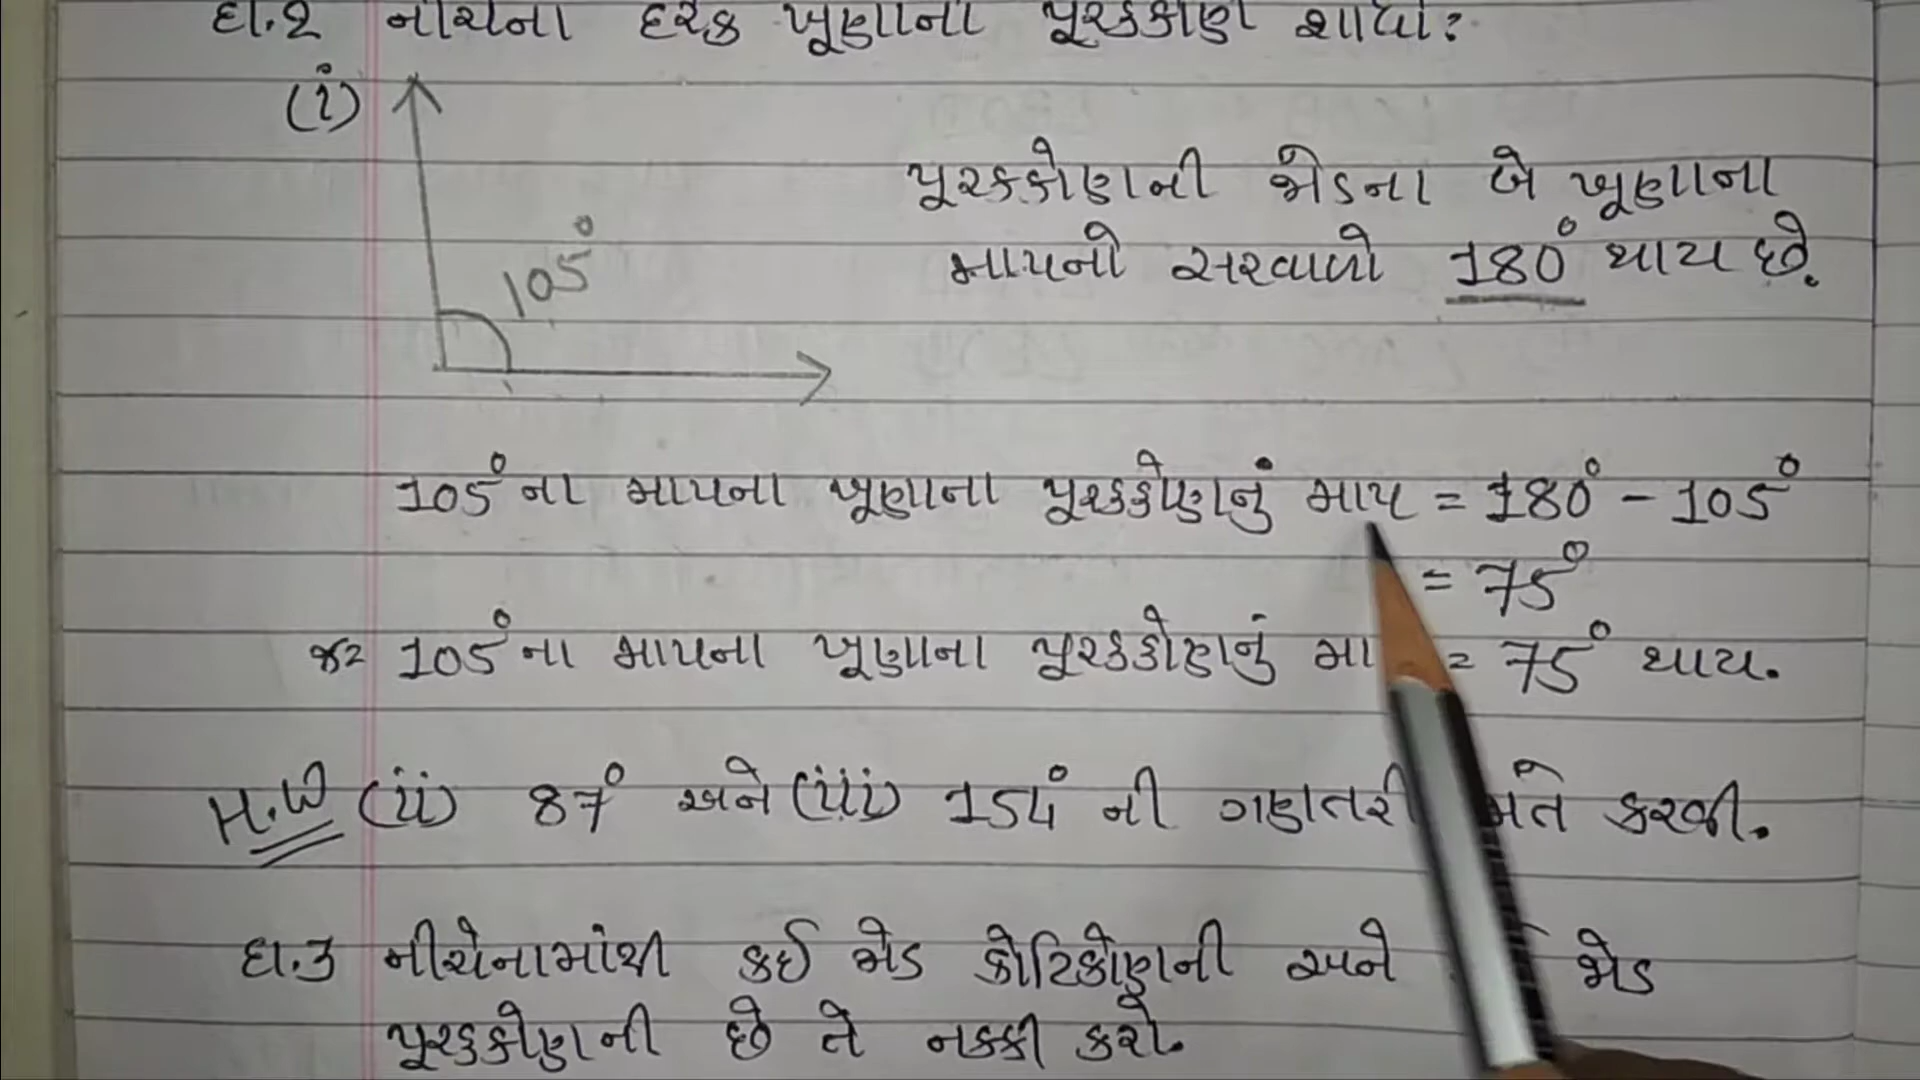 દા.૨ નીચેના દરેક ખૂણાના પૂરકકોણ શોધો:
(i)
105°
પૂરકકોણની જોડના બે ખૂણાના
માપનો સરવાળો 180° થાય છે.
105° ના માપના ખૂણાના પૂરકકોણનું માપ = 180° - 105°
= 75°
જવ 105° ના માપના ખૂણાના પૂરકકોણનું મા = 75° થાય.
H.W (ii) 87° અને (iii) 154° ની ગણતરી કરવી.
દા.૩ નીચેનામાંથી કઈ જોડ કોટિકોણની અને જોડ
પૂરકકોણની છે તે નક્કી કરો.